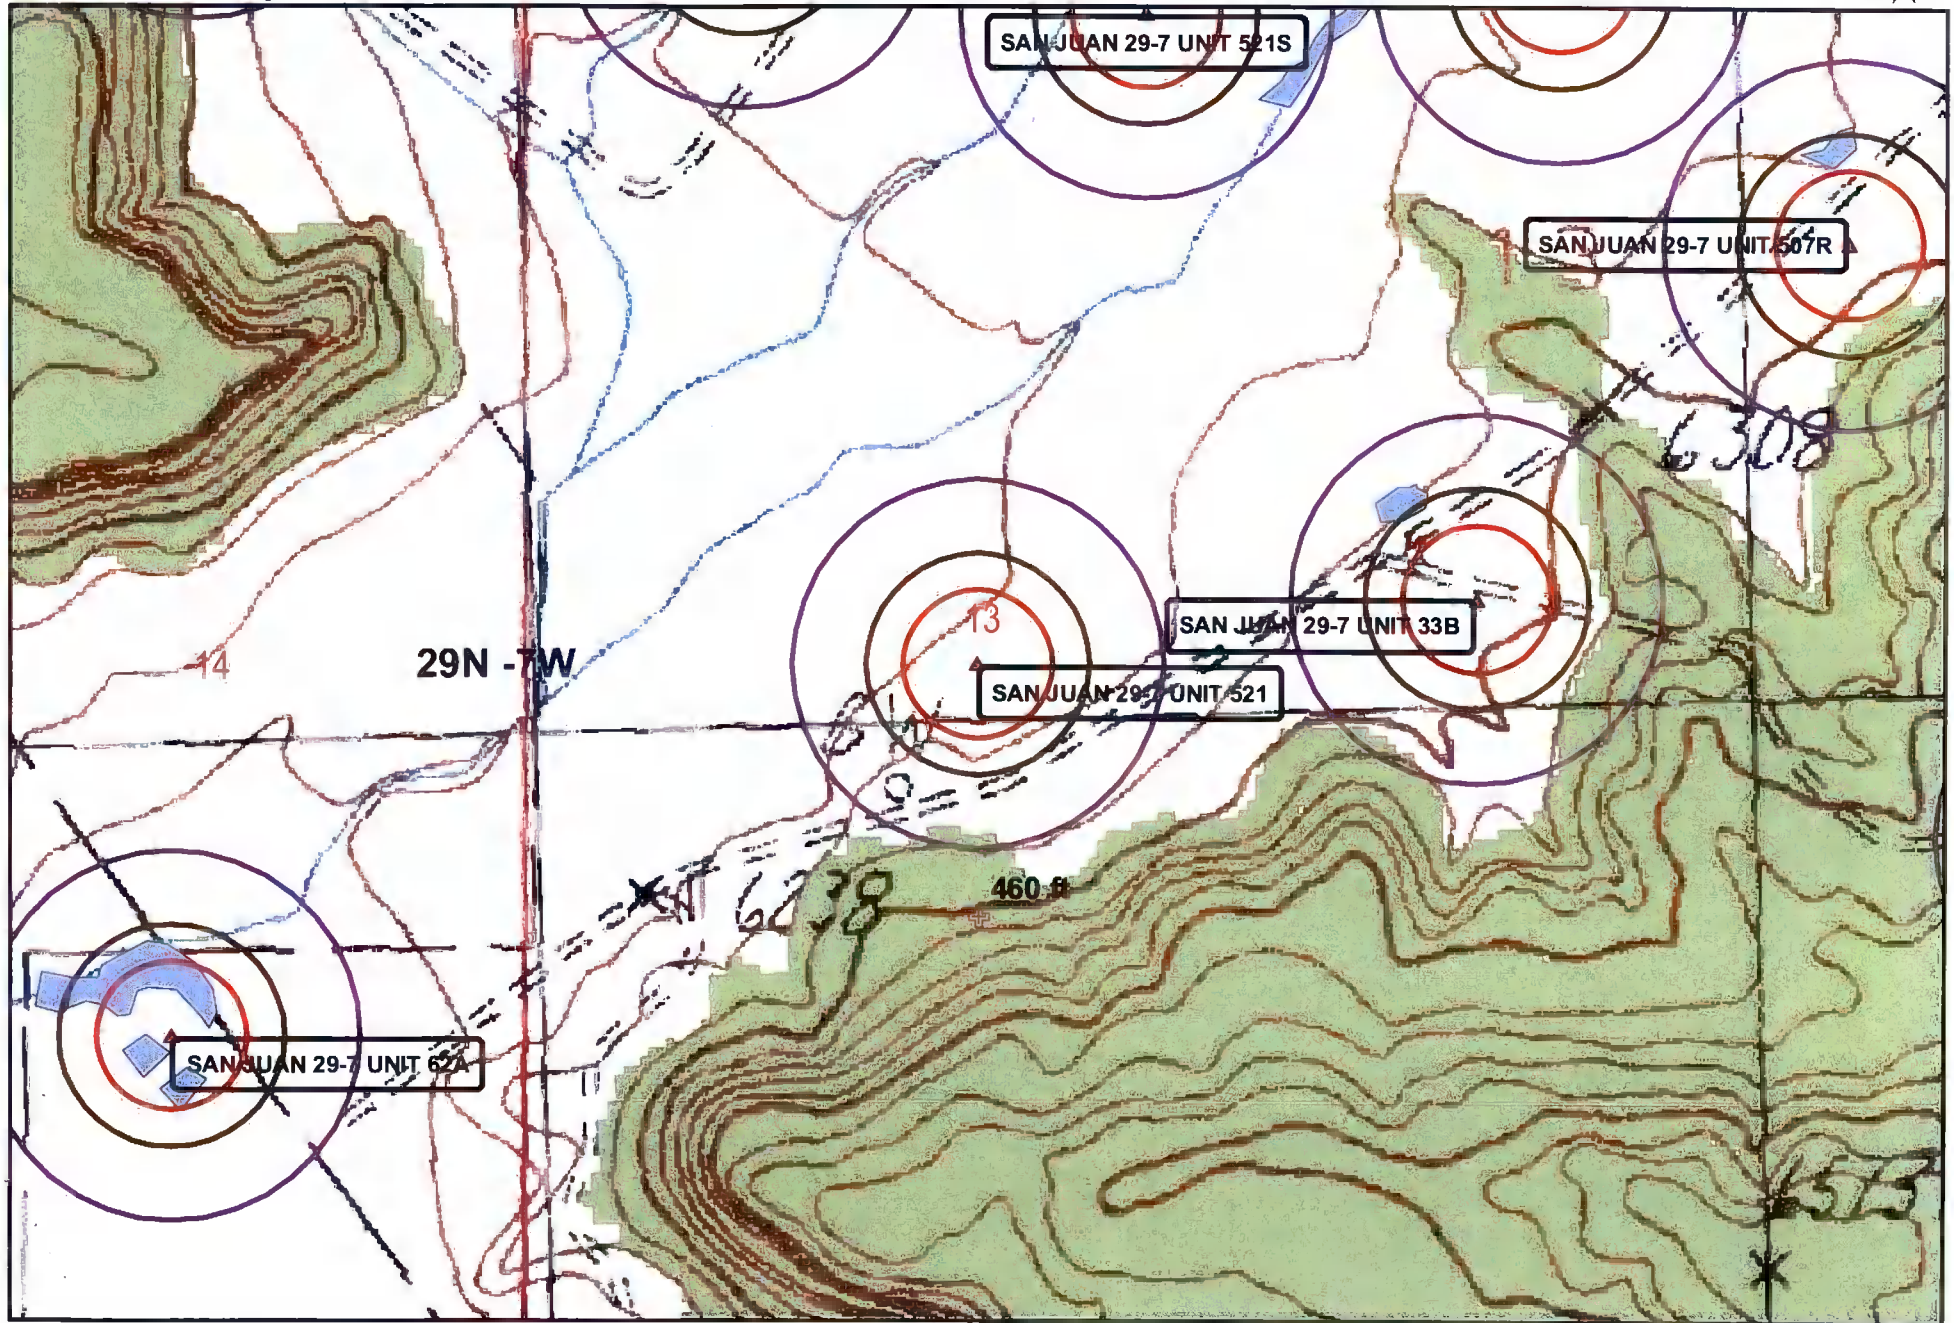 SAN JUAN 29-7 UNIT 521S
SAN JUAN 29-7 UNIT 507R
6308
13
SAN JUAN 29-7 UNIT 33B
14
29N -7W
SAN JUAN 29-7 UNIT 521
460 ft
6238
SAN JUAN 29-7 UNIT 62A